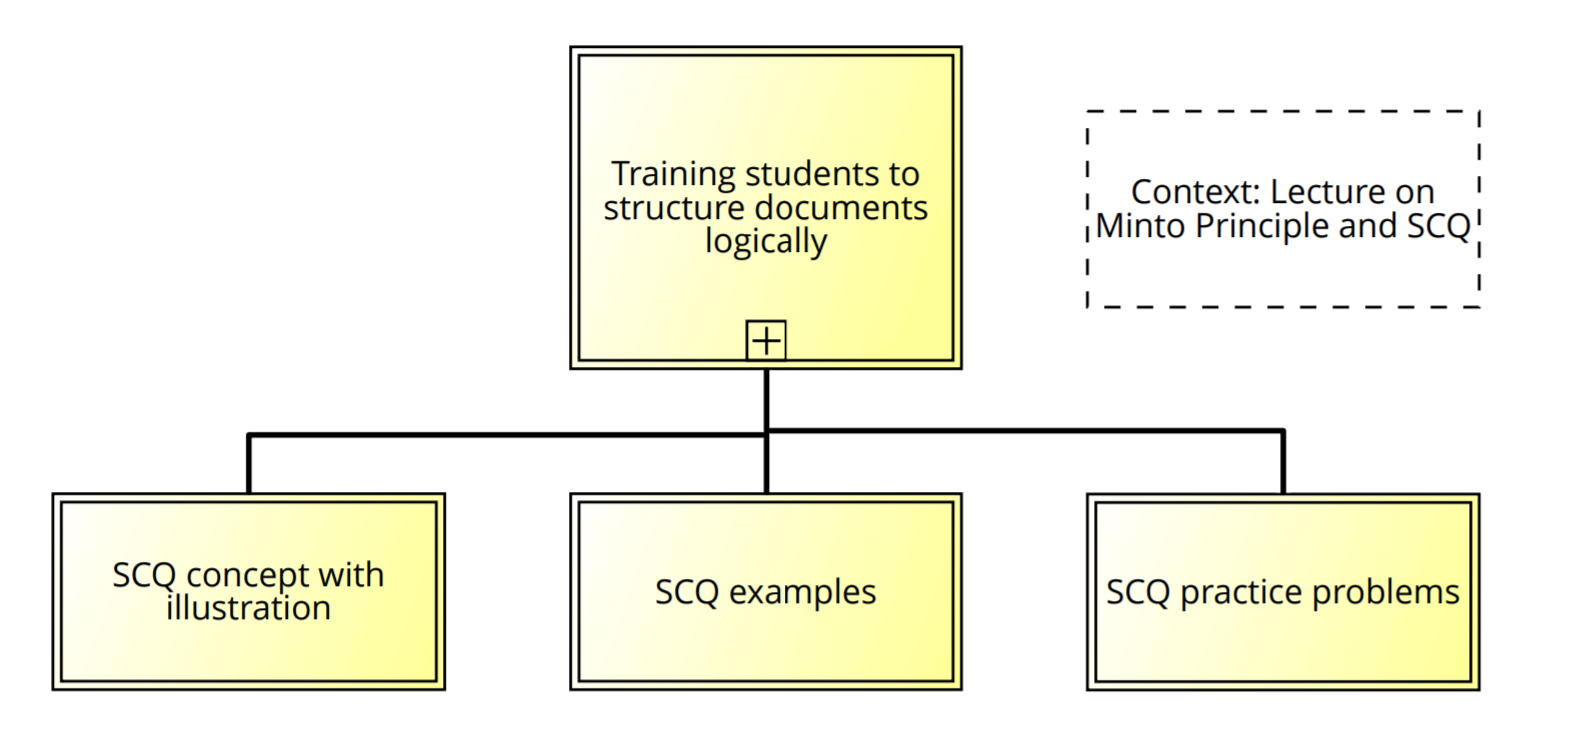 Training students to
structure documents
logically
Context: Lecture on
Minto Principle and SCQ
SCQ concept with
illustration
SCQ examples
SCQ practice problems